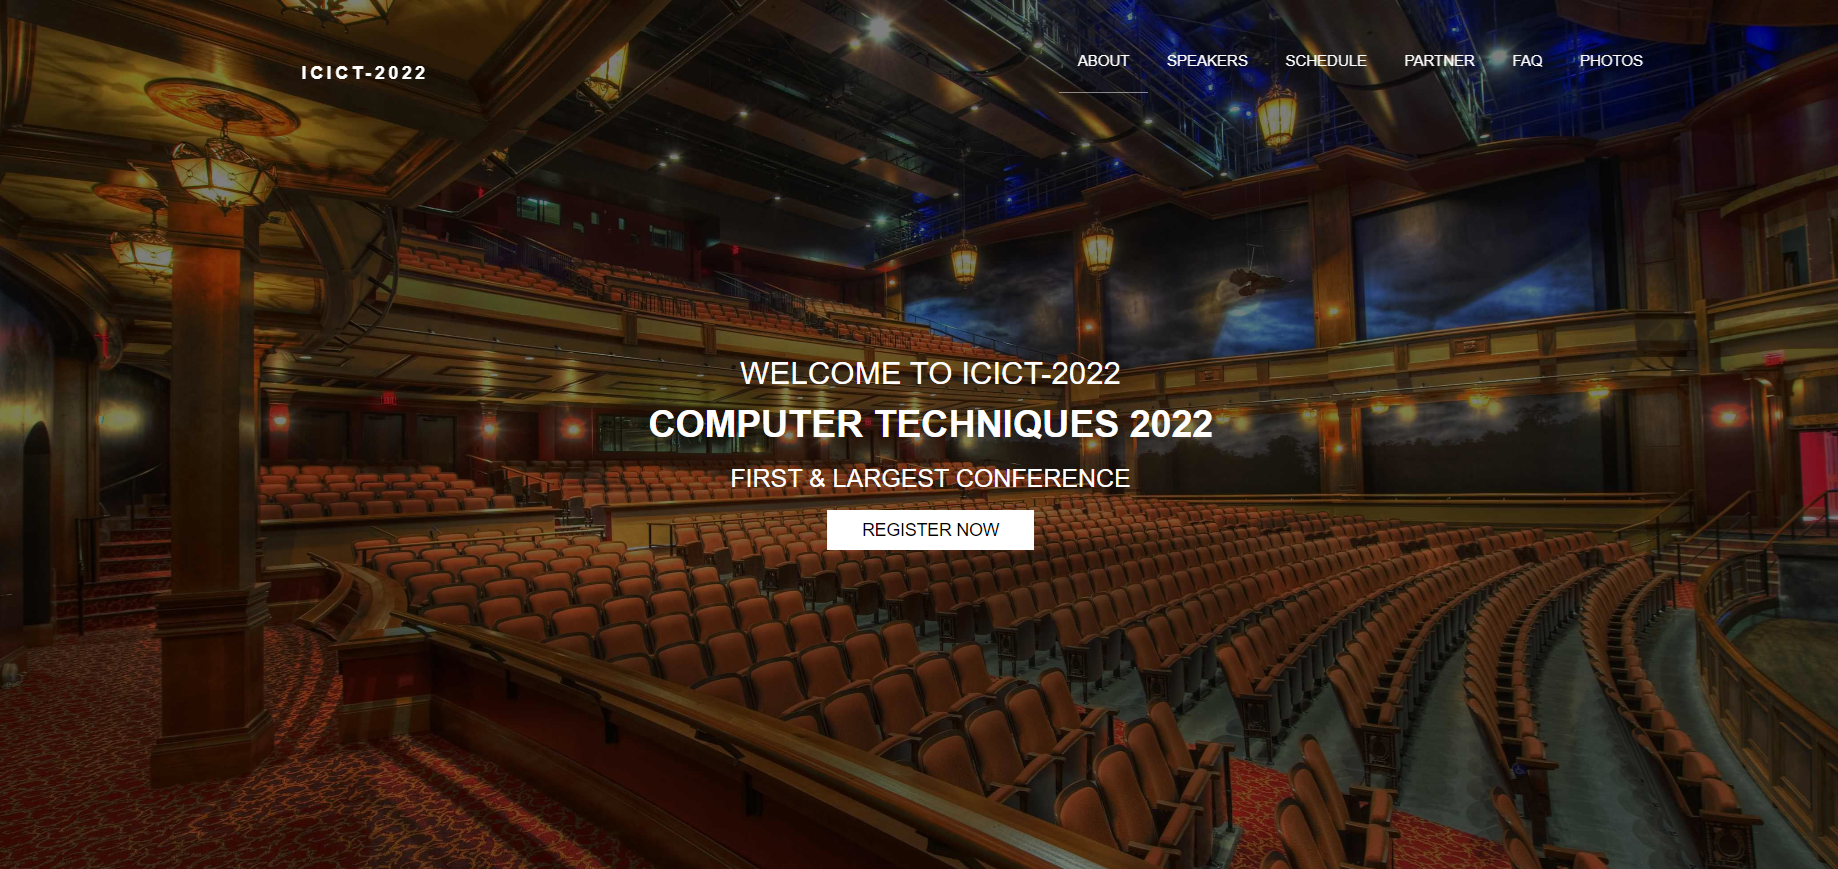 ICICT-2022
ABOUT SPEAKERS SCHEDULE PARTNER FAQ PHOTOS
WELCOME TO ICICT-2022
COMPUTER TECHNIQUES 2022
FIRST & LARGEST CONFERENCE
REGISTER NOW